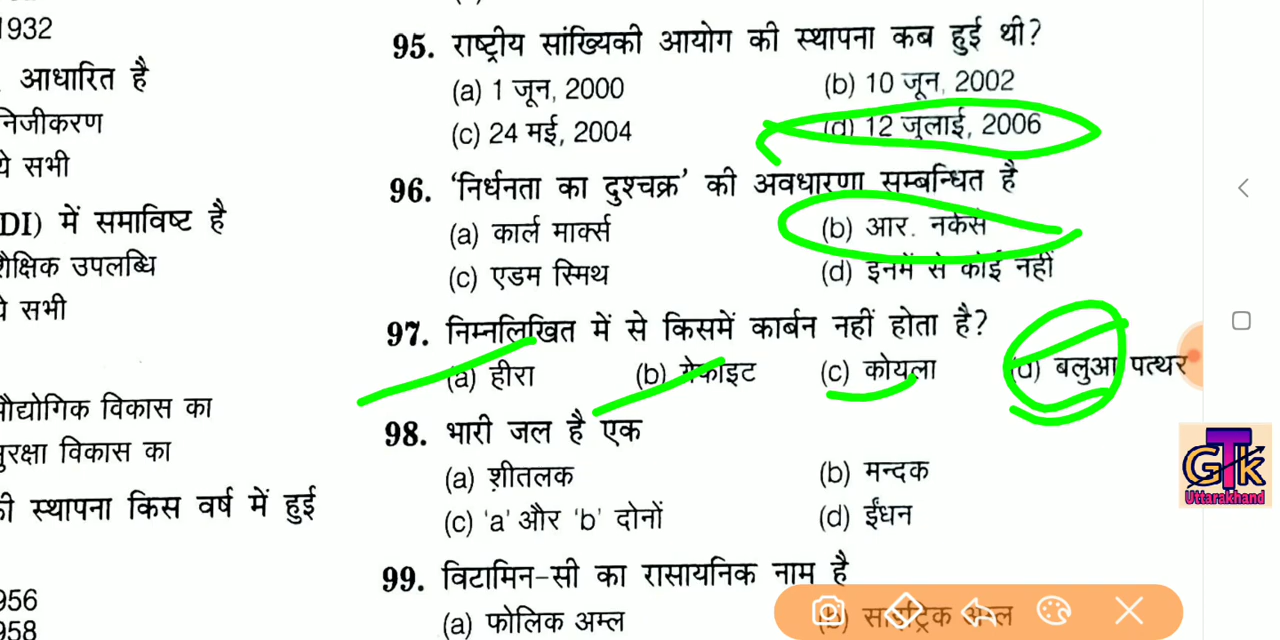 1932
आधारित है
निजीकरण
ये सभी
DI) में समाविष्ट है
शैक्षिक उपलब्धि
ये सभी
औद्योगिक विकास का
सुरक्षा विकास का
की स्थापना किस वर्ष में हुई
956
958
95. राष्ट्रीय सांख्यिकी आयोग की स्थापना कब हुई थी?
(a) 1 जून, 2000 (b) 10 जून, 2002
(c) 24 मई, 2004 (d) 12 जुलाई, 2006
96. 'निर्धनता का दुश्चक्र' की अवधारणा सम्बन्धित है
(a) कार्ल मार्क्स (b) आर. नर्कसे
(c) एडम स्मिथ (d) इनमें से कोई नहीं
97. निम्नलिखित में से किसमें कार्बन नहीं होता है?
(a) हीरा (b) ग्रेफाइट (c) कोयला (d) बलुआ पत्थर
98. भारी जल है एक
(a) शीतलक (b) मन्दक
(c) 'a' और 'b' दोनों (d) ईंधन
99. विटामिन-सी का रासायनिक नाम है
(a) फोलिक अम्ल (b) साइट्रिक अम्ल
GTK
Uttarakhand